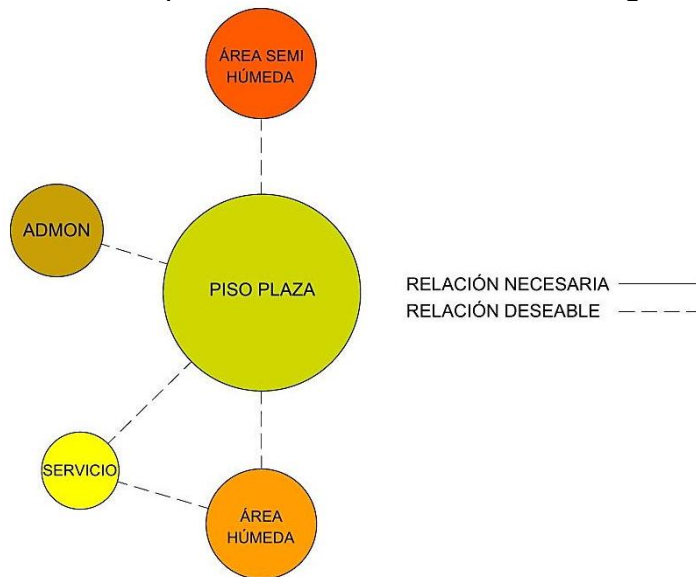 ÁREA SEMI
HÚMEDA
ADMON
PISO PLAZA
RELACIÓN NECESARIA
RELACIÓN DESEABLE
SERVICIO
ÁREA
HÚMEDA